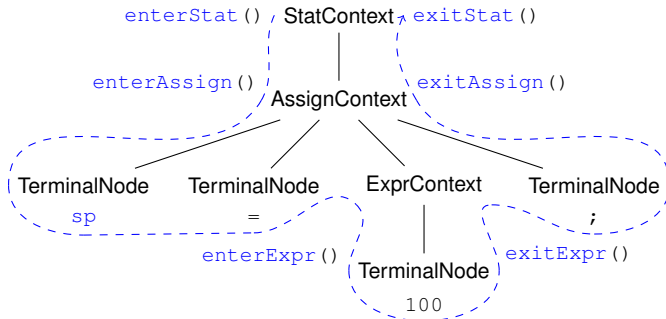 enterStat() StatContext exitStat()
enterAssign() exitAssign()
AssignContext
TerminalNode TerminalNode ExprContext TerminalNode
sp = ;
enterExpr() exitExpr()
TerminalNode
100